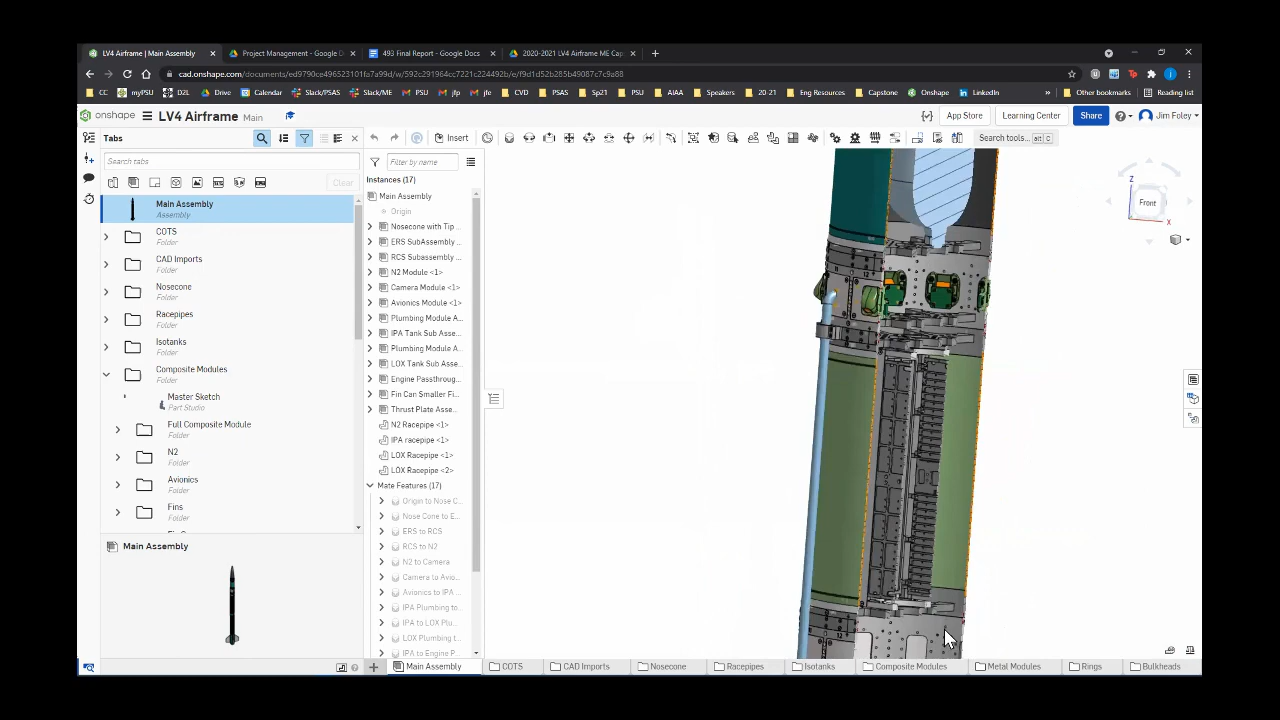 LV4 Airframe | Main Assembly
Project Management - Google D
493 Final Report - Google Docs
2020-2021 LV4 Airframe ME Cap
cad.onshape.com/documents/ed9790ce496523101fa7a99d/w/592c291964cc7221c224492b/e/f9d1d52b285b49087c7c9a88
CC
myPSU
D2L
Drive
Calendar
Slack/PSAS
Slack/ME
PSU
jfp
jfe
CVD
PSAS
Sp21
PSU
AIAA
Speakers
20-21
Eng Resources
Capstone
Onshape
LinkedIn
Other bookmarks
Reading list
onshape
LV4 Airframe Main
App Store
Learning Center
Share
Jim Foley
Tabs
Insert
Search tools...
alt
c
Search tabs
Clear
Main Assembly
Assembly
COTS
Folder
CAD Imports
Folder
Nosecone
Folder
Racepipes
Folder
Isotanks
Folder
Composite Modules
Folder
Master Sketch
Part Studio
Full Composite Module
Folder
N2
Folder
Avionics
Folder
Fins
Folder
Main Assembly
Filter by name
Instances (17)
Main Assembly
Origin
Nosecone with Tip
ERS SubAssembly ...
RCS Subassembly ...
N2 Module <1>
Camera Module <1>
Avionics Module <1>
Plumbing Module A...
IPA Tank Sub Asse...
Plumbing Module A...
LOX Tank Sub Asse...
Engine Passthroug...
Fin Can Smaller Fi...
Thrust Plate Asse...
N2 Racepipe <1>
IPA racepipe <1>
LOX Racepipe <1>
LOX Racepipe <2>
Mate Features (17)
Origin to Nose C...
Nose Cone to E...
ERS to RCS
RCS to N2
N2 to Camera
Camera to Avio...
Avionics to IPA
IPA Plumbing to...
IPA to LOX Plu...
LOX Plumbing t...
IPA to Engine P...
Z
Front
X
12
12
12
Main Assembly
COTS
CAD Imports
Nosecone
Racepipes
Isotanks
Composite Modules
Metal Modules
Rings
Bulkheads